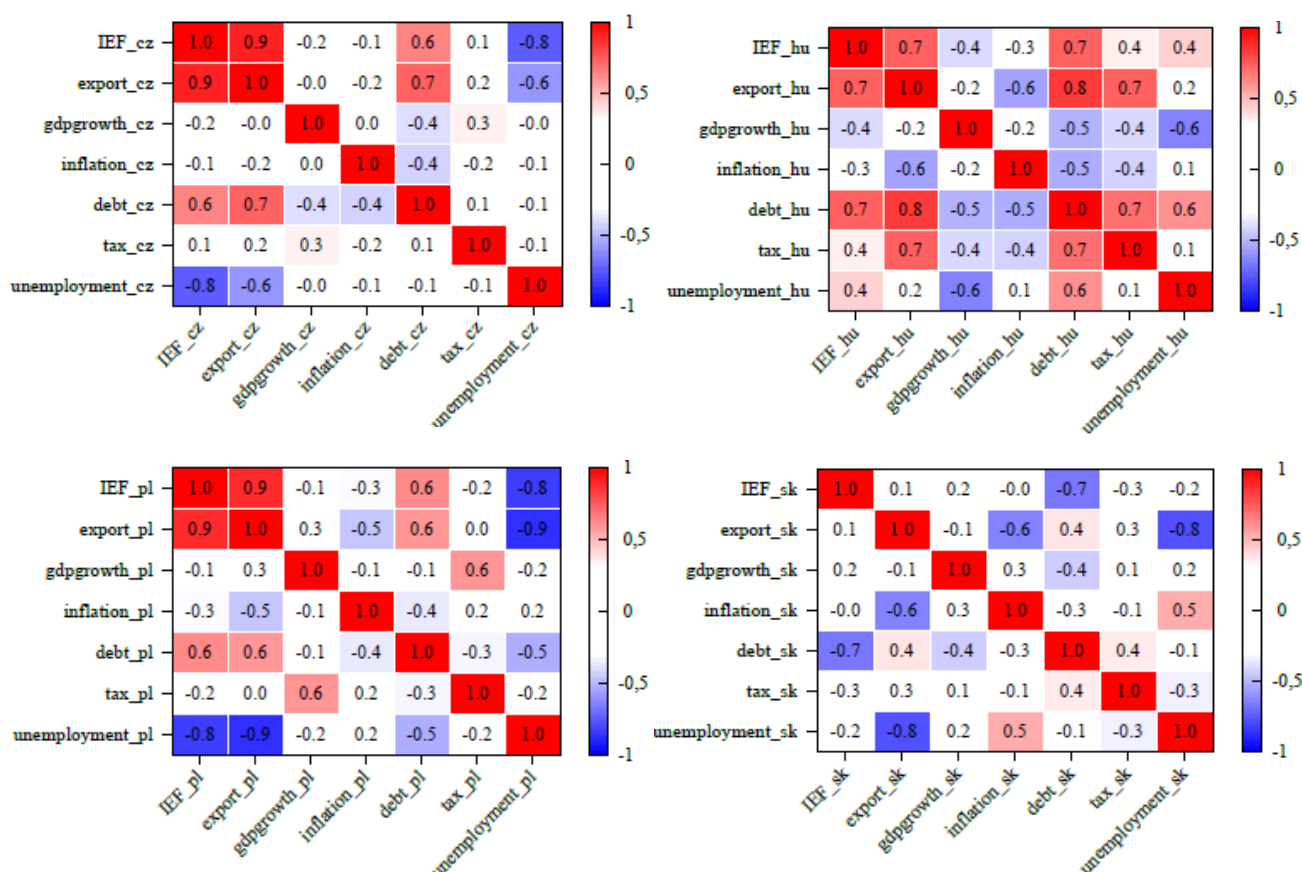 IEF_cz 1.0 0.9 -0.2 -0.1 0.6 0.1 -0.8
export_cz 0.9 1.0 -0.0 -0.2 0.7 0.2 -0.6
gdpgrowth_cz -0.2 -0.0 1.0 0.0 -0.4 0.3 -0.0
inflation_cz -0.1 -0.2 0.0 1.0 -0.4 -0.2 -0.1
debt_cz 0.6 0.7 -0.4 -0.4 1.0 0.1 -0.1
tax_cz 0.1 0.2 0.3 -0.2 0.1 1.0 -0.1
unemployment_cz -0.8 -0.6 -0.0 -0.1 -0.1 -0.1 1.0
IEF_cz export_cz gdpgrowth_cz inflation_cz debt_cz tax_cz unemployment_cz
1
0,5
0
-0,5
-1
IEF_hu 1.0 0.7 -0.4 -0.3 0.7 0.4 0.4
export_hu 0.7 1.0 -0.2 -0.6 0.8 0.7 0.2
gdpgrowth_hu -0.4 -0.2 1.0 -0.2 -0.5 -0.4 -0.6
inflation_hu -0.3 -0.6 -0.2 1.0 -0.5 -0.4 0.1
debt_hu 0.7 0.8 -0.5 -0.5 1.0 0.7 0.6
tax_hu 0.4 0.7 -0.4 -0.4 0.7 1.0 0.1
unemployment_hu 0.4 0.2 -0.6 0.1 0.6 0.1 1.0
IEF_hu export_hu gdpgrowth_hu inflation_hu debt_hu tax_hu unemployment_hu
1
0,5
0
-0,5
-1
IEF_pl 1.0 0.9 -0.1 -0.3 0.6 -0.2 -0.8
export_pl 0.9 1.0 0.3 -0.5 0.6 0.0 -0.9
gdpgrowth_pl -0.1 0.3 1.0 -0.1 -0.1 0.6 -0.2
inflation_pl -0.3 -0.5 -0.1 1.0 -0.4 0.2 0.2
debt_pl 0.6 0.6 -0.1 -0.4 1.0 -0.3 -0.5
tax_pl -0.2 0.0 0.6 0.2 -0.3 1.0 -0.2
unemployment_pl -0.8 -0.9 -0.2 0.2 -0.5 -0.2 1.0
IEF_pl export_pl gdpgrowth_pl inflation_pl debt_pl tax_pl unemployment_pl
1
0,5
0
-0,5
-1
IEF_sk 1.0 0.1 0.2 -0.0 -0.7 -0.3 -0.2
export_sk 0.1 1.0 -0.1 -0.6 0.4 0.3 -0.8
gdpgrowth_sk 0.2 -0.1 1.0 0.3 -0.4 0.1 0.2
inflation_sk -0.0 -0.6 0.3 1.0 -0.3 -0.1 0.5
debt_sk -0.7 0.4 -0.4 -0.3 1.0 0.4 -0.1
tax_sk -0.3 0.3 0.1 -0.1 0.4 1.0 -0.3
unemployment_sk -0.2 -0.8 0.2 0.5 -0.1 -0.3 1.0
IEF_sk export_sk gdpgrowth_sk inflation_sk debt_sk tax_sk unemployment_sk
1
0,5
0
-0,5
-1